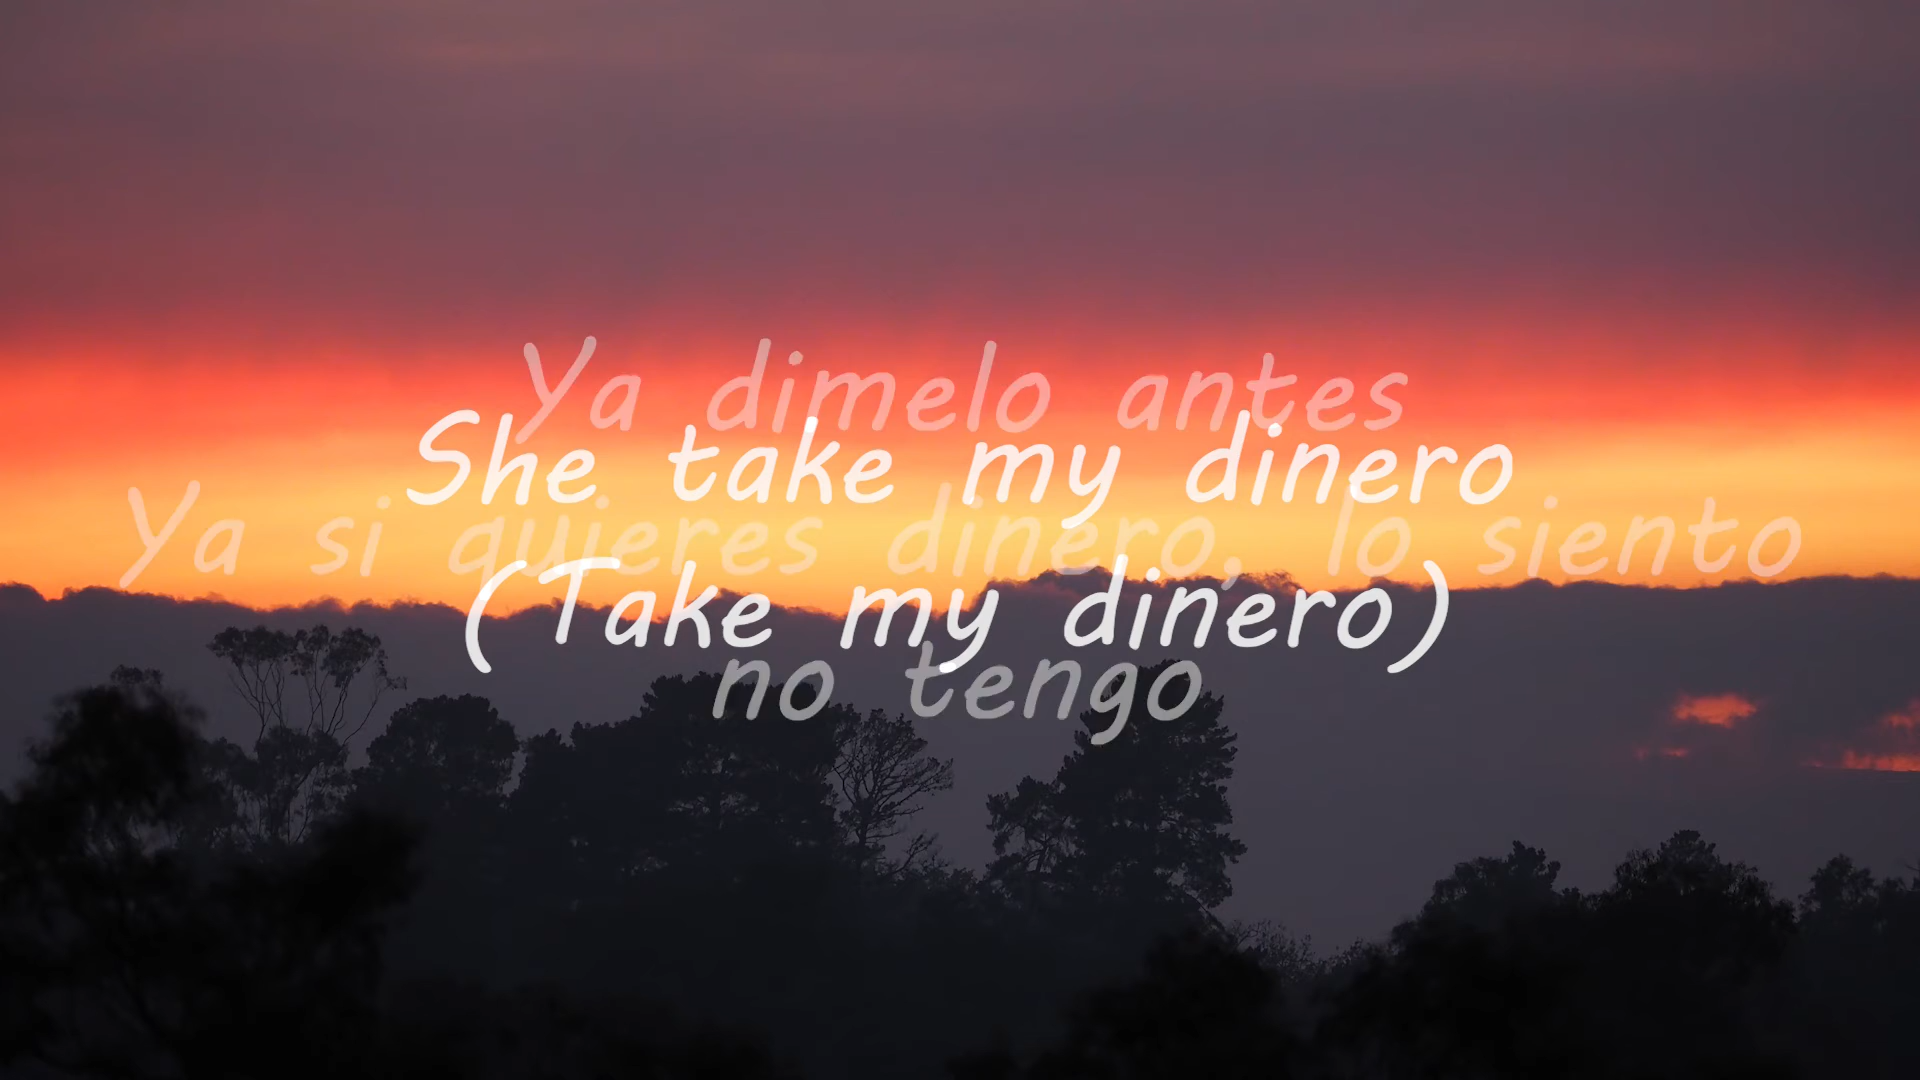 Ya dimelo antes
She take my dinero
Ya si quieres dinero, lo siento
(Take my dinero)
no tengo